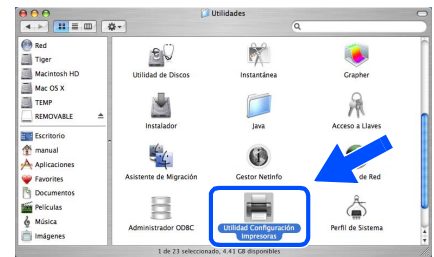 Utilidades
Red
Tiger
Macintosh HD
Mac OS X
TEMP
REMOVABLE
Escritorio
manual
Aplicaciones
Favorites
Documentos
Películas
Música
Imágenes
Utilidad de Discos
Instantánea
Grapher
Instalador
Java
Acceso a Llaves
Asistente de Migración
Gestor NetInfo
de Red
Administrador ODBC
Utilidad Configuración
Impresoras
Perfil de Sistema
1 de 23 seleccionado, 4.41 GB disponibles